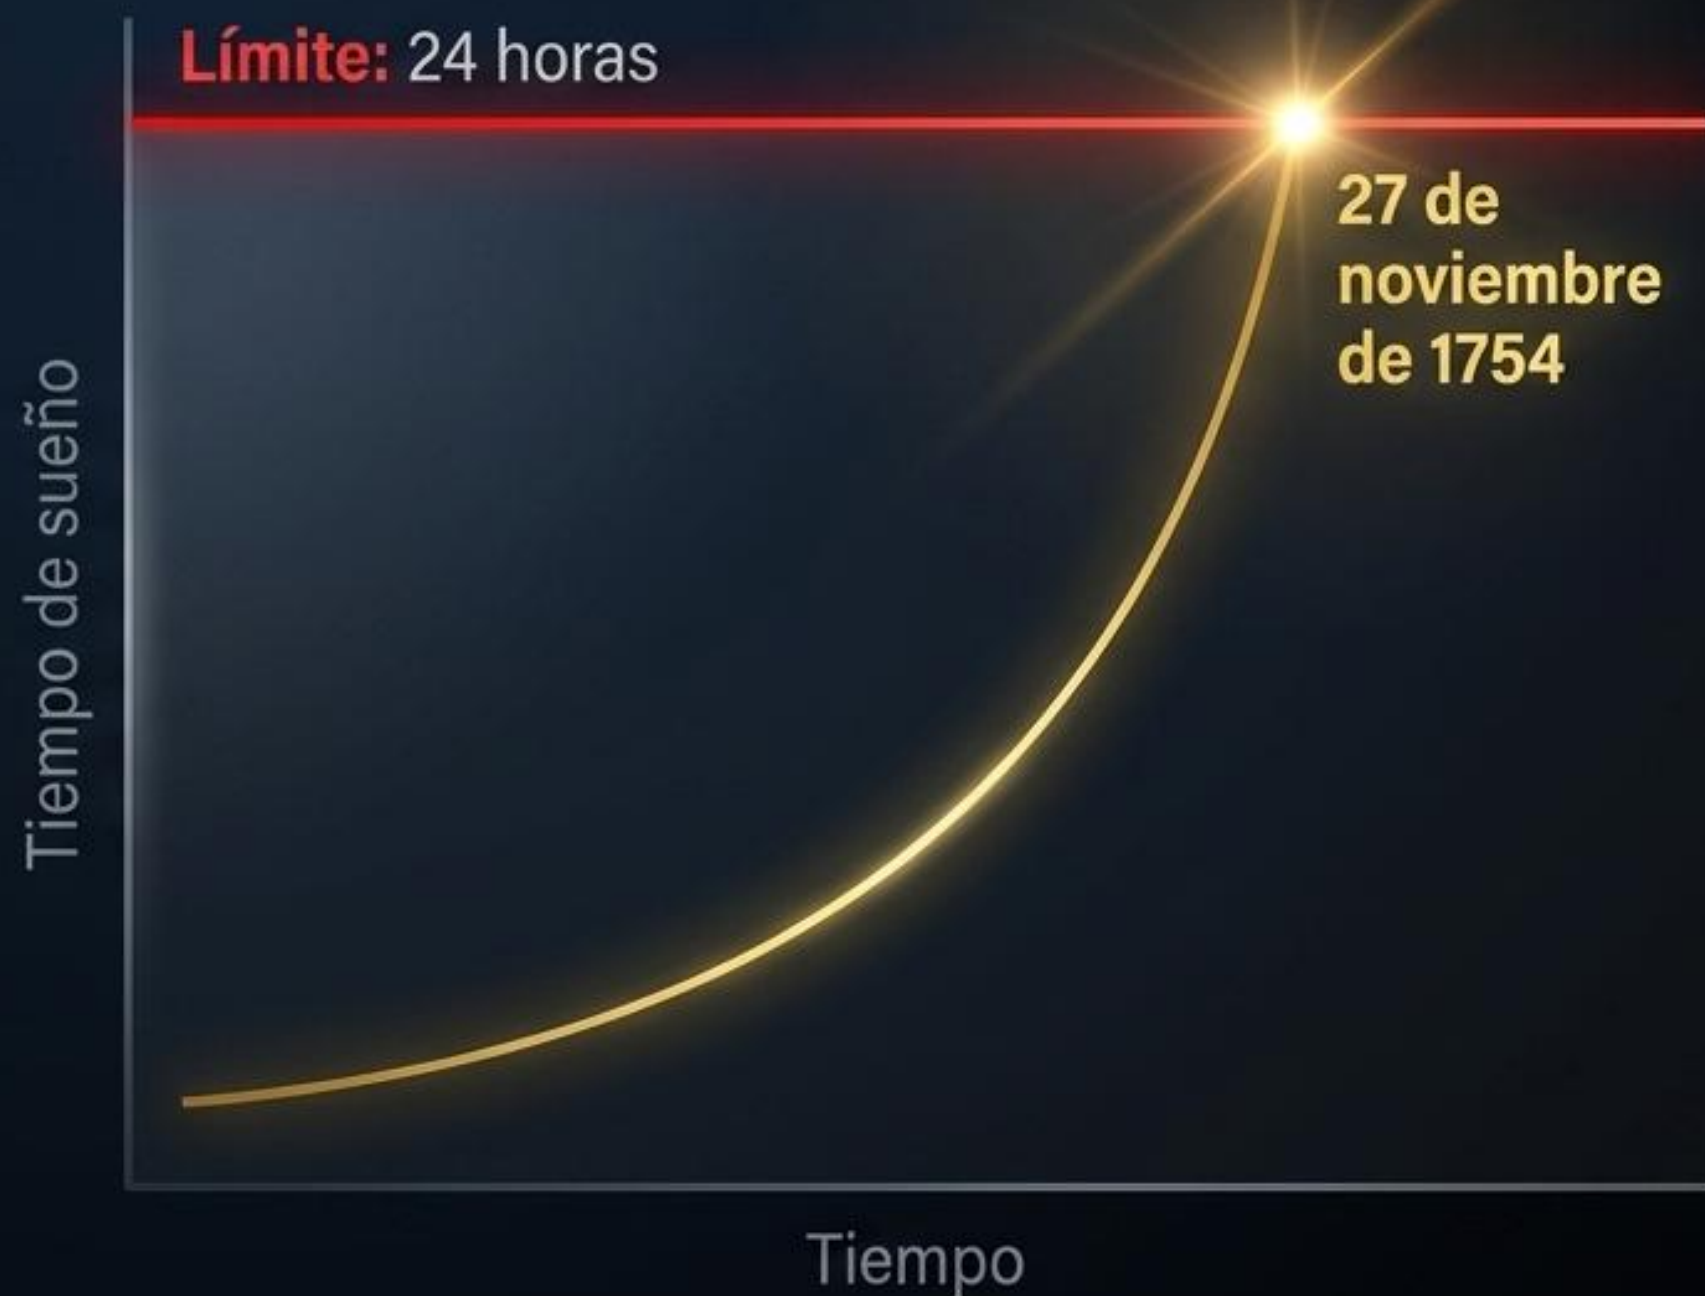 Límite: 24 horas
27 de
noviembre
de 1754
Tiempo de sueño
Tiempo